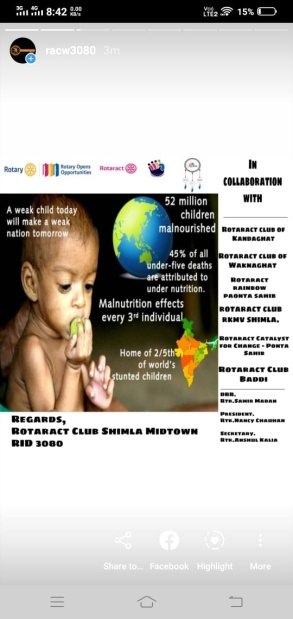 3G 4G 8:42 0.00 KB/s
VoD LTE2 15%
racw3080 3m
Rotary
Rotary Opens Opportunities
Rotaract
A weak child today
will make a weak
nation tomorrow
52 million
children
malnourished
45% of all
under-five deaths
are attributed to
under nutrition.
Malnutrition effects
every 3rd individual
Home of 2/5th
of world's
stunted children
In
collaboration
with
Rotaract club of
Kandaghat
Rotaract club of
Waknaghat
Rotaract
rainbow
paonta sahib
Rotaract club
rkmv shimla,
Rotaract Catalyst
for Change - Ponta
Sahib
Rotaract Club
Baddi
DRR.
Rtr.Samir Madan
President.
Rtr.Nancy Chauhan
Secretary.
Rtr.Anshul Kalia
Regards,
Rotaract Club Shimla Midtown
RID 3080
Share to... Facebook Highlight More